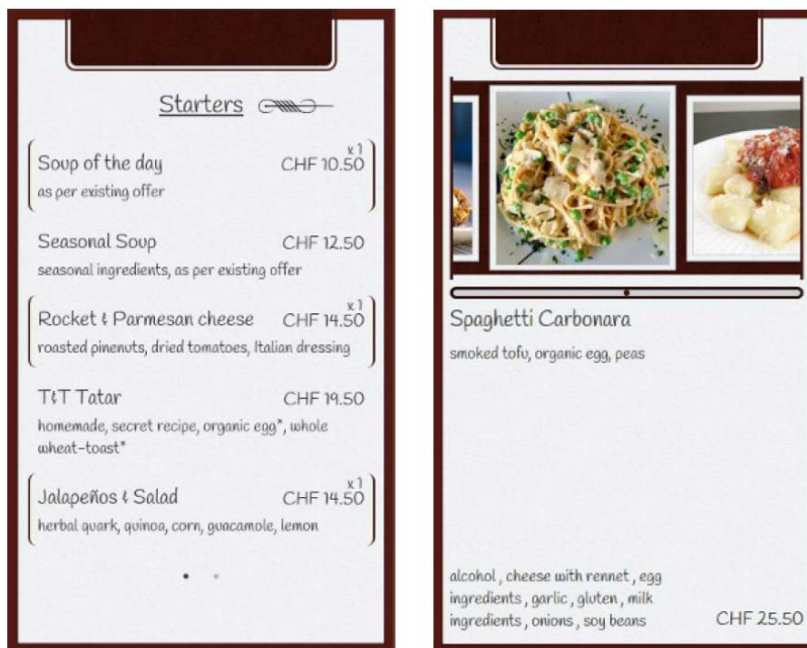 Starters
x1
Soup of the day CHF 10.50
as per existing offer
Seasonal Soup CHF 12.50
seasonal ingredients, as per existing offer
x1
Rocket & Parmesan cheese CHF 14.50
roasted pinenuts, dried tomatoes, Italian dressing
T&T Tatar CHF 19.50
homemade, secret recipe, organic egg*, whole
wheat-toast*
x1
Jalapeños & Salad CHF 14.50
herbal quark, quinoa, corn, guacamole, lemon
Spaghetti Carbonara
smoked tofu, organic egg, peas
alcohol , cheese with rennet , egg
ingredients , garlic , gluten , milk
ingredients , onions , soy beans CHF 25.50